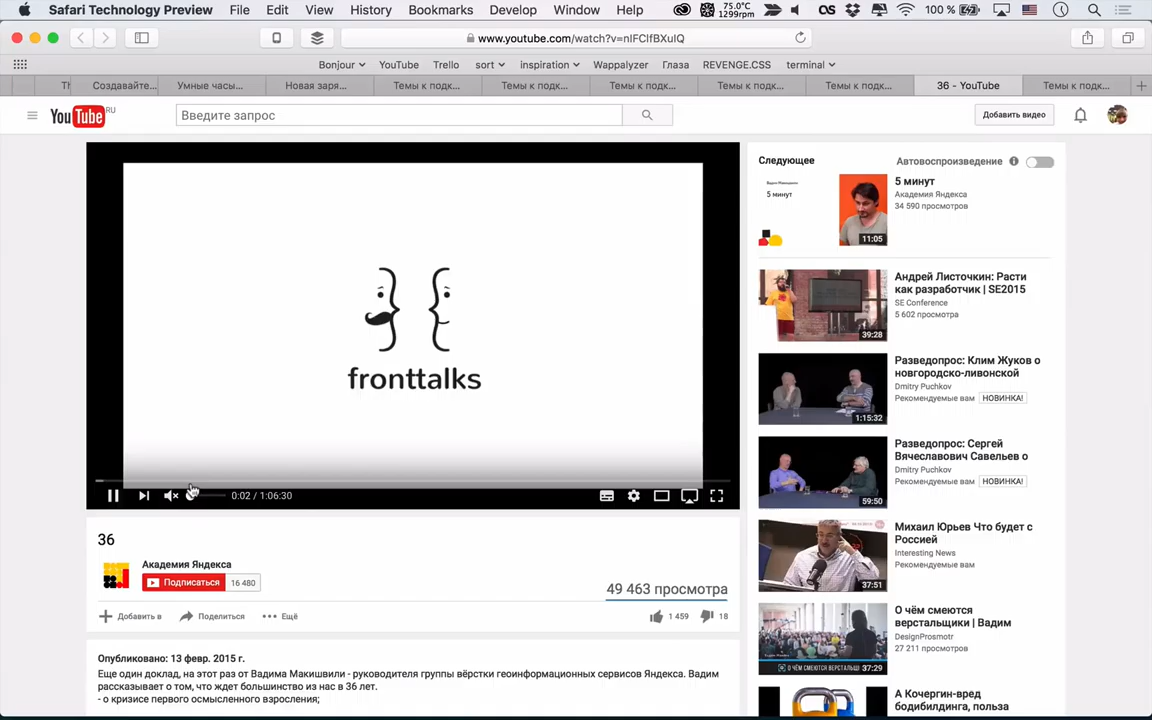 Safari Technology Preview File Edit View History Bookmarks Develop Window Help 75.0°C 1299rpm 100 %
www.youtube.com/watch?v=nIFClfBXuIQ
Bonjour YouTube Trello sort inspiration Wappalyzer Глаза REVENGE.CSS terminal
Создавайте... Умные часы... Новая заря... Темы к подк... Темы к подк... Темы к подк... Темы к подк... Темы к подк... 36 - YouTube Темы к подк...
YouTube RU Введите запрос Добавить видео
fronttalks
0:02 / 1:06:30
36
Академия Яндекса
Подписаться 16 480
49 463 просмотра
Добавить в Поделиться Ещё 1 459 18
Опубликовано: 13 февр. 2015 г.
Еще один доклад, на этот раз от Вадима Макишвили - руководителя группы вёрстки геоинформационных сервисов Яндекса. Вадим
рассказывает о том, что ждет большинство из нас в 36 лет.
- о кризисе первого осмысленного взросления;
Следующее Автовоспроизведение
5 минут
5 минут
Академия Яндекса
34 590 просмотров
11:05
Андрей Листочкин: Расти
как разработчик | SE2015
SE Conference
5 602 просмотра
39:28
Разведопрос: Клим Жуков о
новгородско-ливонской
Dmitry Puchkov
Рекомендуемые вам НОВИНКА!
1:15:32
Разведопрос: Сергей
Вячеславович Савельев о
Dmitry Puchkov
Рекомендуемые вам НОВИНКА!
59:50
Михаил Юрьев Что будет с
Россией
Interesting News
Рекомендуемые вам
37:51
О чём смеются
верстальщики | Вадим
DesignProsmotr
27 211 просмотров
О ЧЁМ СМЕЮТСЯ ВЕРСТАЛЬЩ
37:29
А Кочергин-вред
бодибилдинга, польза